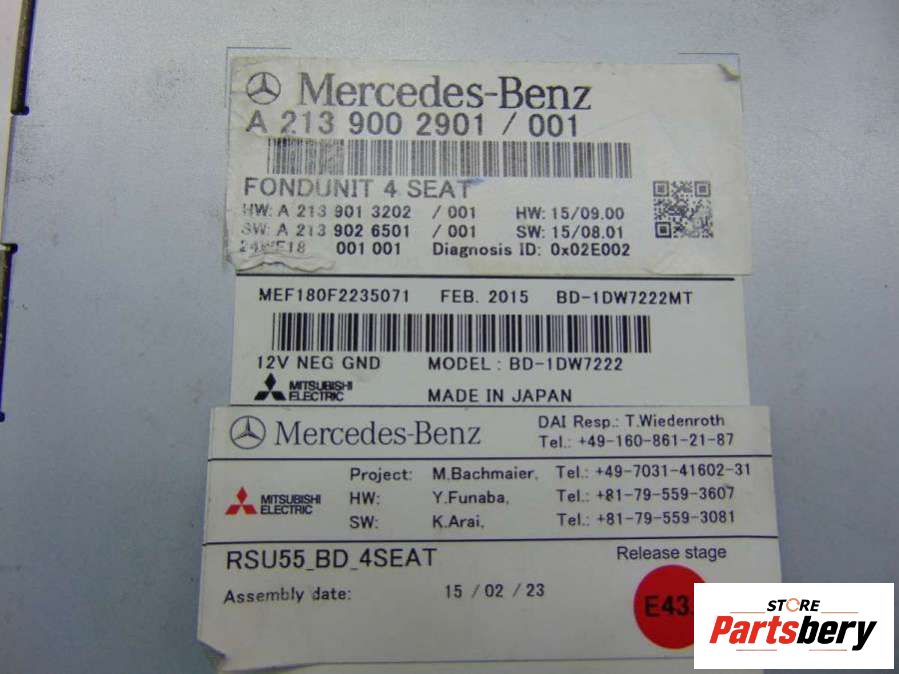 Mercedes-Benz
A 213 900 2901 / 001
FONDUNIT 4 SEAT
HW: A 213 901 3202 / 001 HW: 15/09.00
SW: A 213 902 6501 / 001 SW: 15/08.01
001 001 Diagnosis ID: 0x02E002
MEF180F2235071 FEB. 2015 BD-1DW7222MT
12V NEG GND MODEL : BD-1DW7222
MITSUBISHI
ELECTRIC
MADE IN JAPAN
Mercedes-Benz
DAI Resp.: T.Wiedenroth
Tel.: +49-160-861-21-87
MITSUBISHI
ELECTRIC
Project: M.Bachmaier, Tel.: +49-7031-41602-31
HW: Y.Funaba, Tel.: +81-79-559-3607
SW: K.Arai, Tel.: +81-79-559-3081
RSU55_BD_4SEAT Release stage
Assembly date: 15 / 02 / 23
STORE
Partsbery